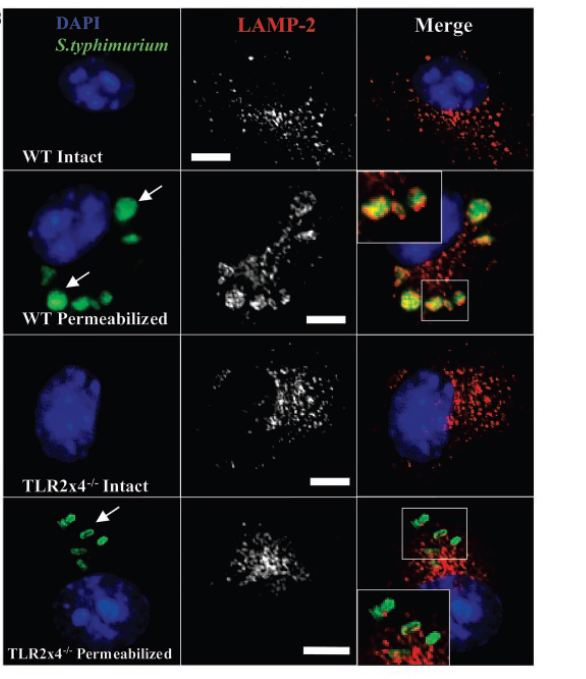 DAPI
S.typhimurium
LAMP-2
Merge
WT Intact
WT Permeabilized
TLR2x4-/- Intact
TLR2x4-/- Permeabilized